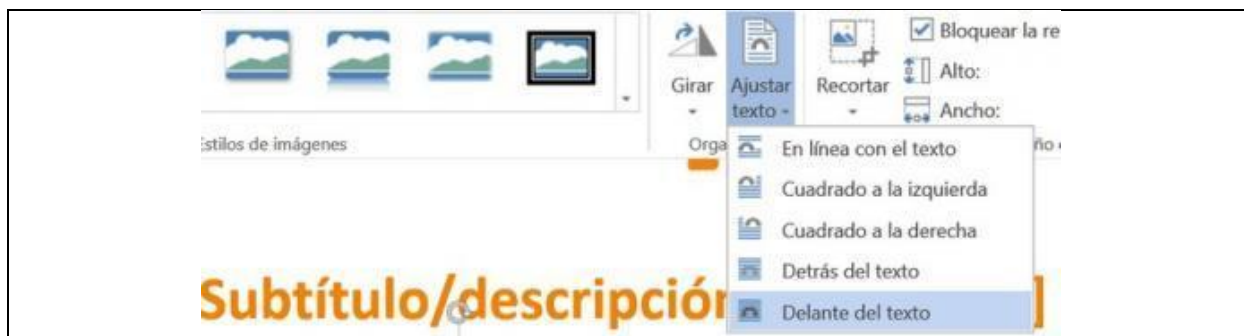 Bloquear la re
Girar
Ajustar texto
Recortar
Alto:
Ancho:
Estilos de imágenes
Orga
ño
En línea con el texto
Cuadrado a la izquierda
Cuadrado a la derecha
Detrás del texto
Delante del texto
Subtítulo/descripción ]